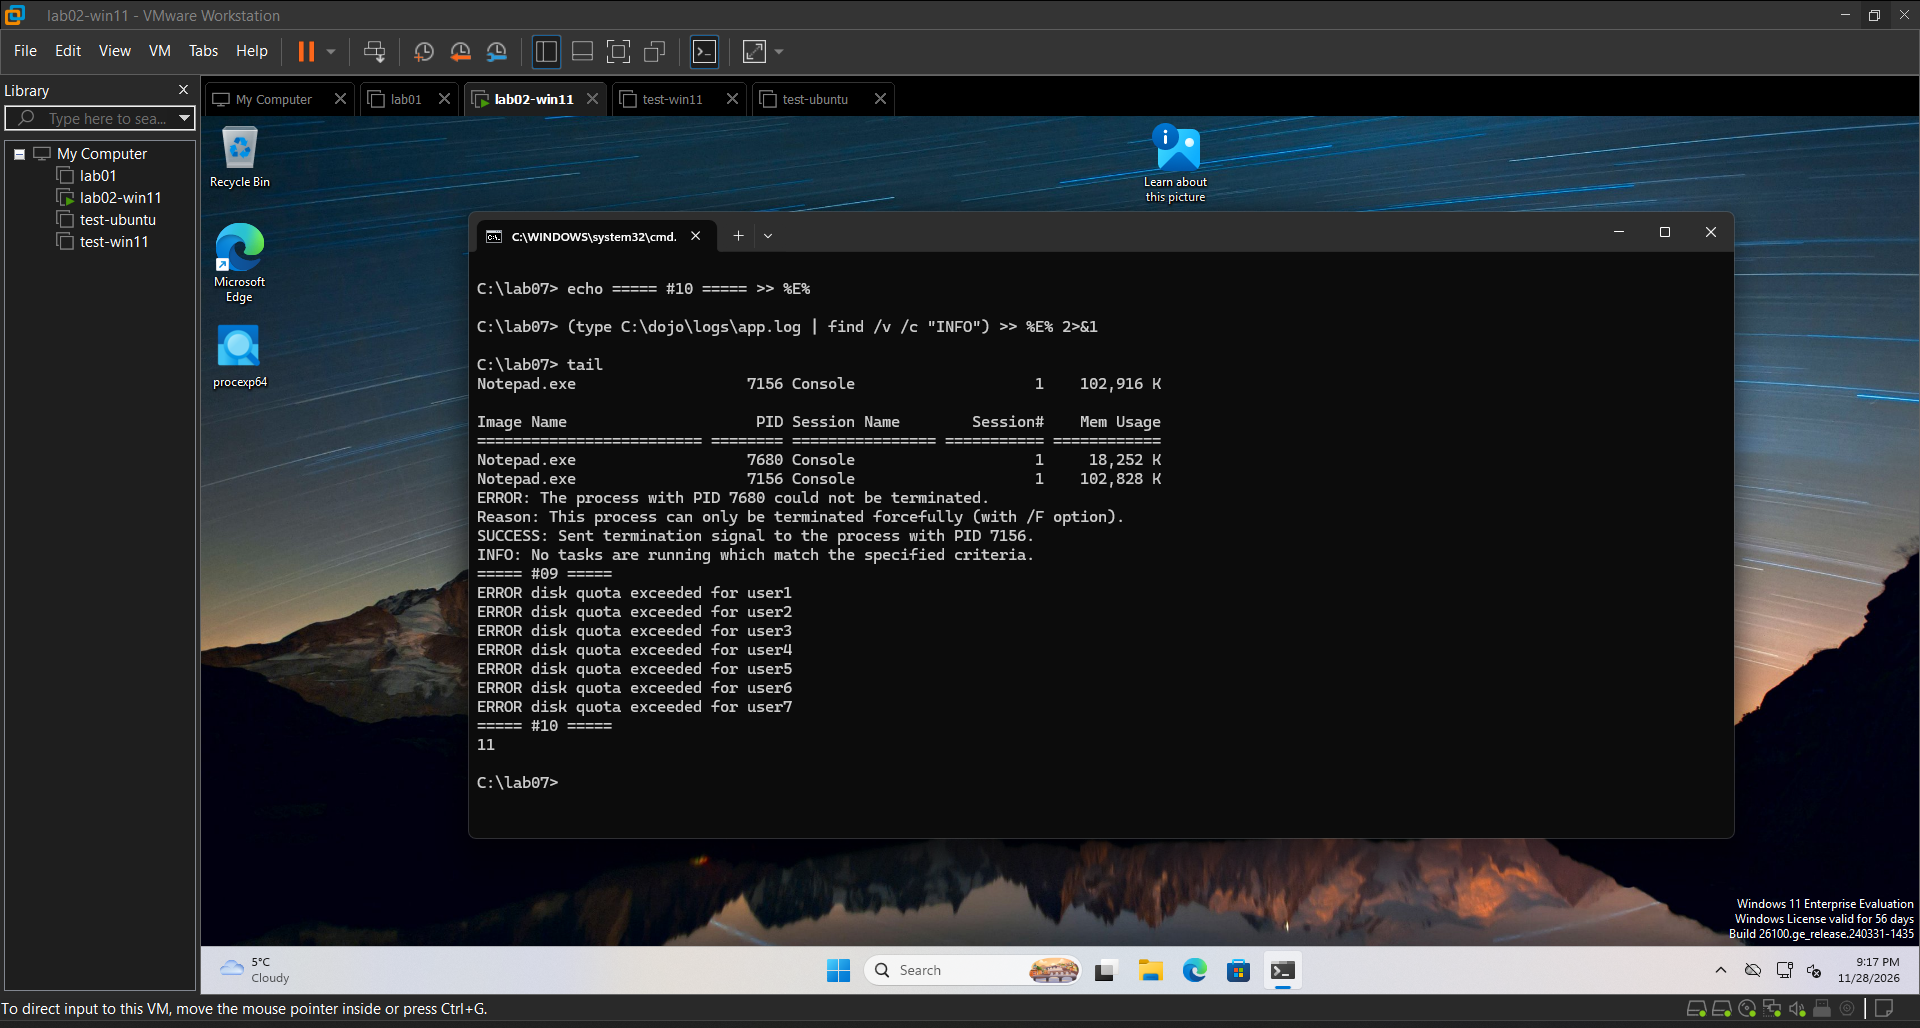 lab02-win11 - VMware Workstation
File Edit View VM Tabs Help
Library
Type here to sea...
My Computer
lab01
lab02-win11
test-ubuntu
test-win11
My Computer lab01 lab02-win11 test-win11 test-ubuntu
Recycle Bin
Microsoft
Edge
procexp64
Learn about
this picture
C:\WINDOWS\system32\cmd.
C:\lab07> echo ===== #10 ===== >> %E%
C:\lab07> (type C:\dojo\logs\app.log | find /v /c "INFO") >> %E% 2>&1
C:\lab07> tail
Notepad.exe                   7156 Console                    1    102,916 K
Image Name                     PID Session Name        Session#    Mem Usage
========================= ======== ================ =========== ============
Notepad.exe                   7680 Console                    1     18,252 K
Notepad.exe                   7156 Console                    1    102,828 K
ERROR: The process with PID 7680 could not be terminated.
Reason: This process can only be terminated forcefully (with /F option).
SUCCESS: Sent termination signal to the process with PID 7156.
INFO: No tasks are running which match the specified criteria.
===== #09 =====
ERROR disk quota exceeded for user1
ERROR disk quota exceeded for user2
ERROR disk quota exceeded for user3
ERROR disk quota exceeded for user4
ERROR disk quota exceeded for user5
ERROR disk quota exceeded for user6
ERROR disk quota exceeded for user7
===== #10 =====
11
C:\lab07>
Windows 11 Enterprise Evaluation
Windows License valid for 56 days
Build 26100.ge_release.240331-1435
5°C
Cloudy
Search
9:17 PM
11/28/2026
To direct input to this VM, move the mouse pointer inside or press Ctrl+G.